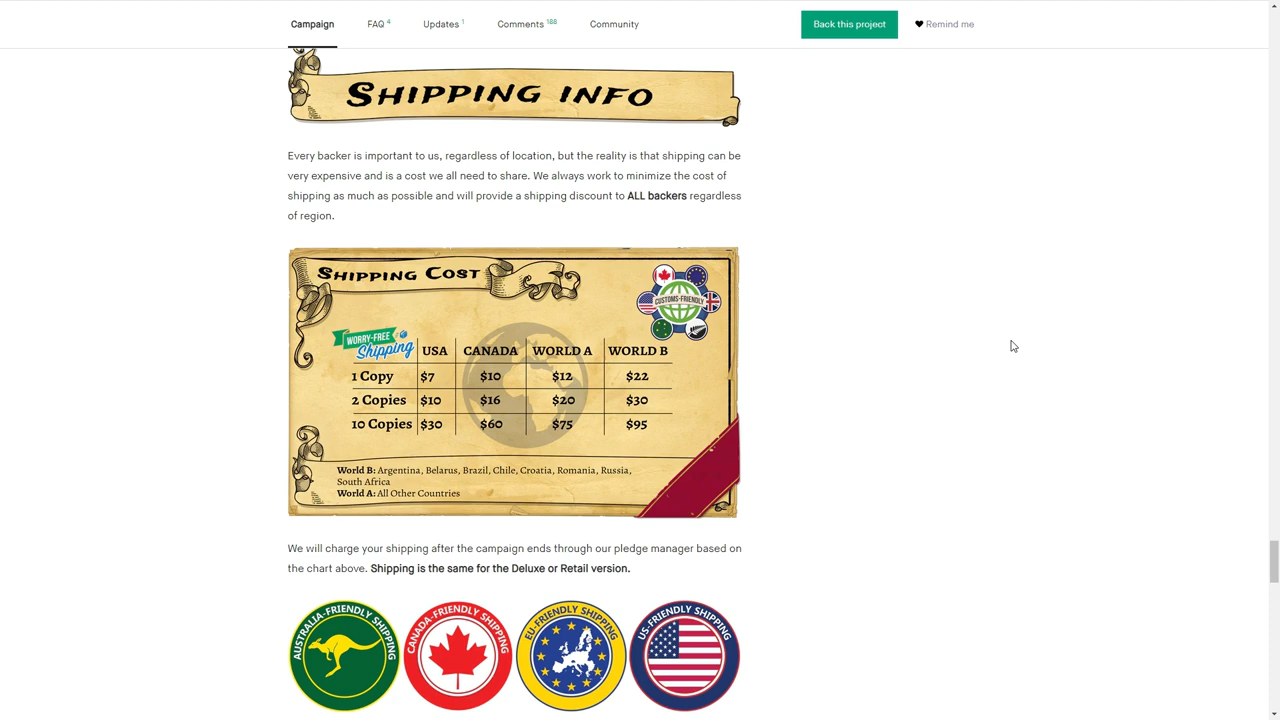 Campaign FAQ 4 Updates 1 Comments 188 Community Back this project Remind me
SHIPPING INFO
Every backer is important to us, regardless of location, but the reality is that shipping can be
very expensive and is a cost we all need to share. We always work to minimize the cost of
shipping as much as possible and will provide a shipping discount to ALL backers regardless
of region.
SHIPPING COST
CUSTOMS-FRIENDLY
WORRY-FREE
Shipping
USA CANADA WORLD A WORLD B
1 Copy $7 $10 $12 $22
2 Copies $10 $16 $20 $30
10 Copies $30 $60 $75 $95
World B: Argentina, Belarus, Brazil, Chile, Croatia, Romania, Russia,
South Africa
World A: All Other Countries
We will charge your shipping after the campaign ends through our pledge manager based on
the chart above. Shipping is the same for the Deluxe or Retail version.
AUSTRALIA-FRIENDLY SHIPPING
CANADA-FRIENDLY SHIPPING
EU-FRIENDLY SHIPPING
US-FRIENDLY SHIPPING